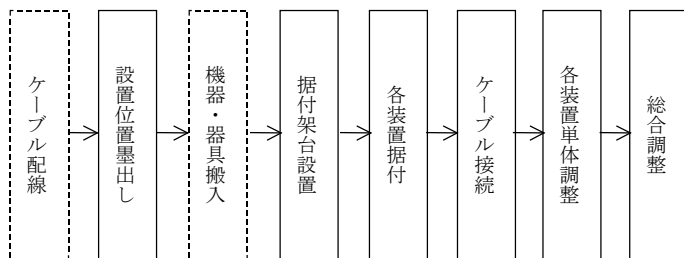 ケーブル配線
設置位置墨出し
機器・器具搬入
据付架台設置
各装置据付
ケーブル接続
各装置単体調整
総合調整